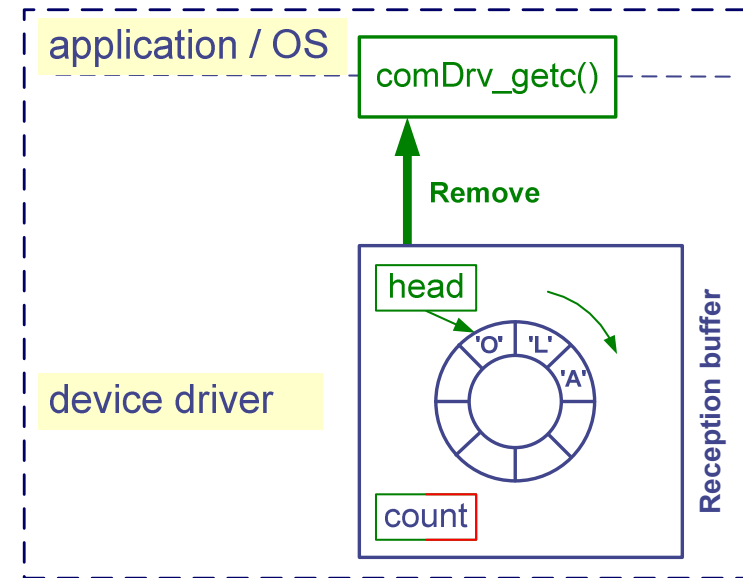 application / OS
comDrv_getc()
Remove
head
'O' 'L' 'A'
device driver
count
Reception buffer